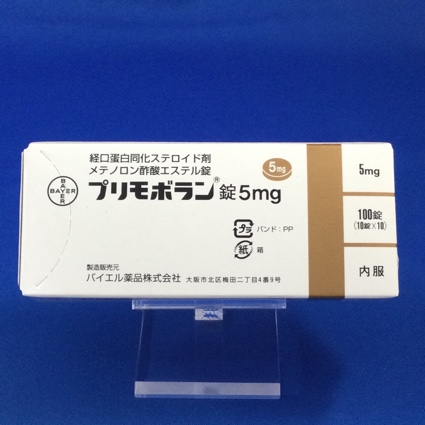 経口蛋白同化ステロイド剤
メテノロン酢酸エステル錠
プリモボラン®錠5mg
BAYER
BAYER
5mg
プラ バンド:PP
紙 箱
製造販売元
バイエル薬品株式会社 大阪市北区梅田二丁目4番9号
5mg
100錠
(10錠×10)
内服